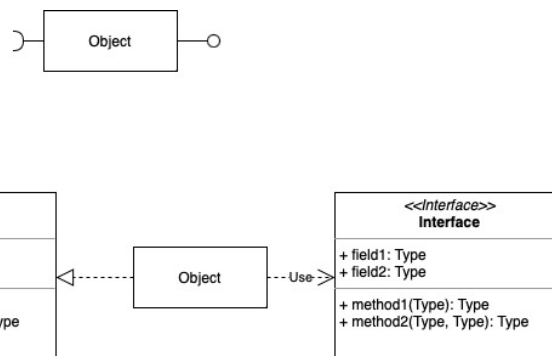 Object
<<Interface>>
Interface
+ field1: Type
+ field2: Type
Object
Use
+ method1(Type): Type
+ method2(Type, Type): Type